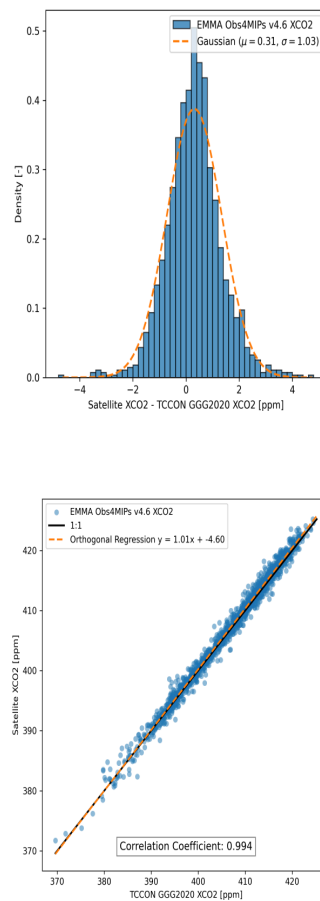 EMMA Obs4MIPs v4.6 XCO2
Gaussian (μ = 0.31, σ = 1.03)
0.5
0.4
0.3
0.2
0.1
0.0
Density [-]
−4 −2 0 2 4
Satellite XCO2 - TCCON GGG2020 XCO2 [ppm]
EMMA Obs4MIPs v4.6 XCO2
1:1
Orthogonal Regression y = 1.01x + -4.60
420
410
400
390
380
370
Satellite XCO2 [ppm]
Correlation Coefficient: 0.994
370 380 390 400 410 420
TCCON GGG2020 XCO2 [ppm]